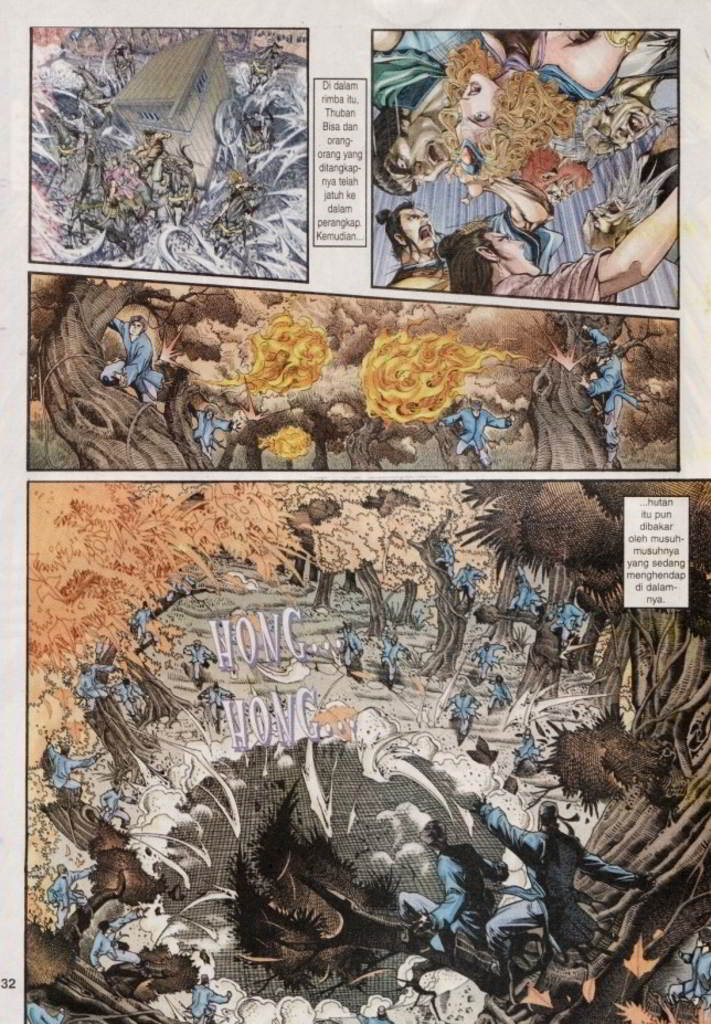 Di dalam
rimba itu,
Thuban
Bisa dan
orang-
orang yang
ditangkap-
nya telah
jatuh ke
dalam
perangkap.
Kemudian...
...hutan
itu pun
dibakar
oleh musuh-
musuhnya
yang sedang
menghendap
di dalam-
nya.
HONG...
HONG...
32